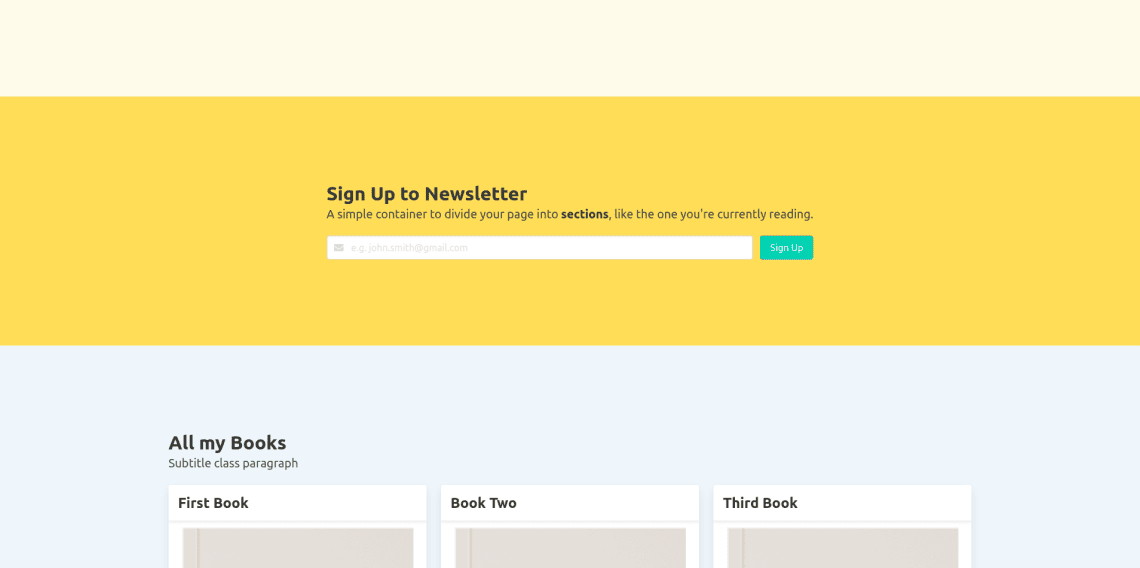 Sign Up to Newsletter
A simple container to divide your page into sections, like the one you're currently reading.
e.g. john.smith@gmail.com
Sign Up
All my Books
Subtitle class paragraph
First Book
Book Two
Third Book